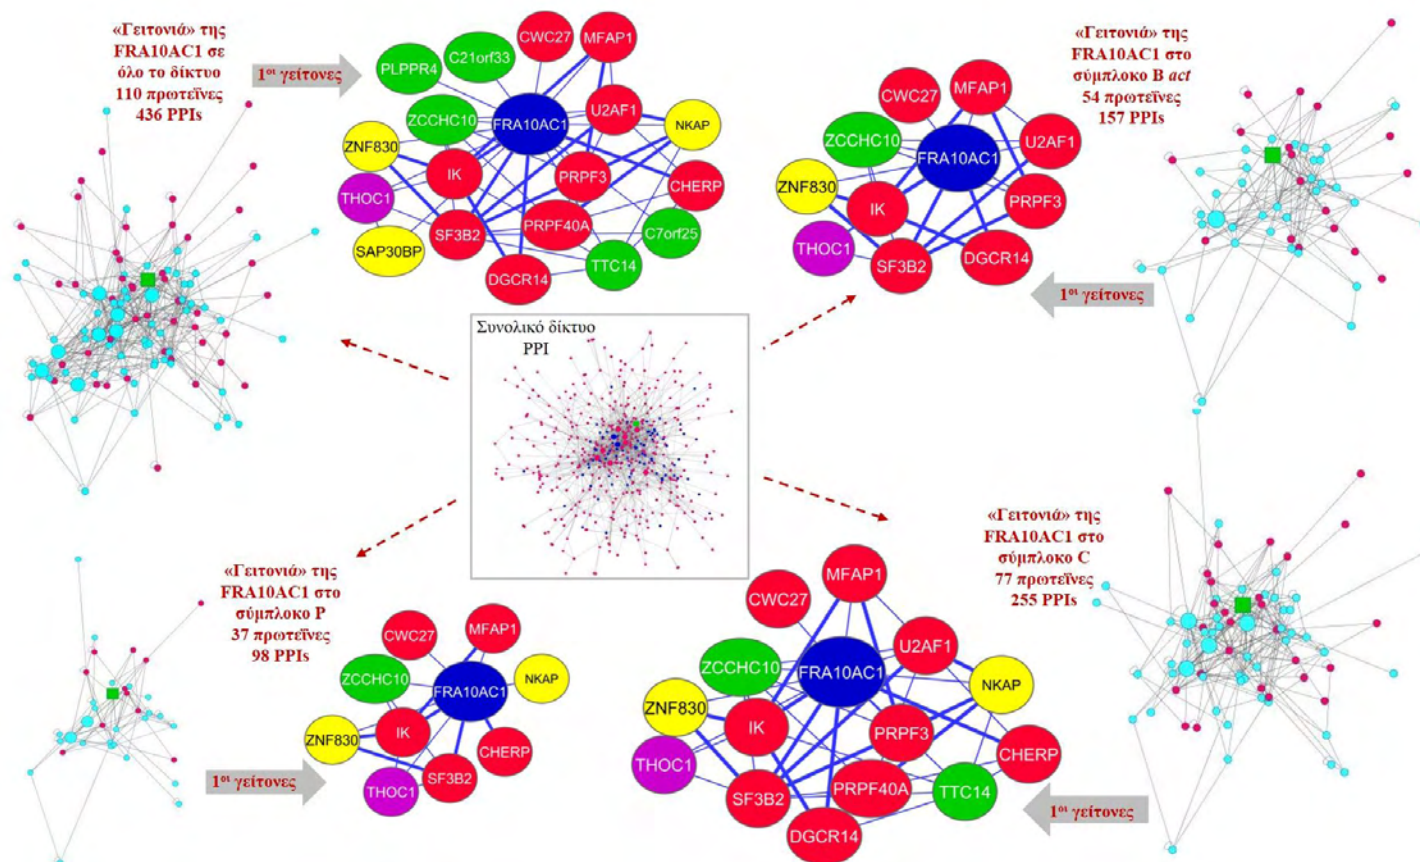 «Γειτονιά» της
FRA10AC1 σε
όλο το δίκτυο
110 πρωτεΐνες
436 PPIs
1οι γείτονες
PLPPR4
C21orf33
CWC27
MFAP1
ZCCHC10
FRA10AC1
U2AF1
NKAP
ZNF830
IK
PRPF3
THOC1
CHERP
SF3B2
PRPF40A
C7orf25
SAP30BP
DGCR14
TTC14
«Γειτονιά» της
FRA10AC1 στο
σύμπλοκο B act
54 πρωτεΐνες
157 PPIs
CWC27
MFAP1
ZCCHC10
FRA10AC1
U2AF1
ZNF830
IK
PRPF3
THOC1
SF3B2
DGCR14
1οι γείτονες
Συνολικό δίκτυο
PPI
«Γειτονιά» της
FRA10AC1 στο
σύμπλοκο P
37 πρωτεΐνες
98 PPIs
1οι γείτονες
CWC27
MFAP1
ZCCHC10
FRA10AC1
NKAP
ZNF830
IK
CHERP
SF3B2
THOC1
«Γειτονιά» της
FRA10AC1 στο
σύμπλοκο C
77 πρωτεΐνες
255 PPIs
MFAP1
CWC27
U2AF1
ZCCHC10
FRA10AC1
NKAP
ZNF830
IK
PRPF3
CHERP
THOC1
SF3B2
PRPF40A
TTC14
DGCR14
1οι γείτονες